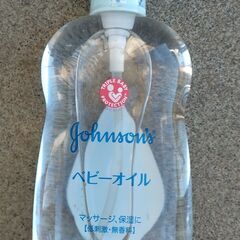 TRIPLE BABY
PROTECTION
Johnson's
ベビーオイル
マッサージ、保湿に
【低刺激・無香料】